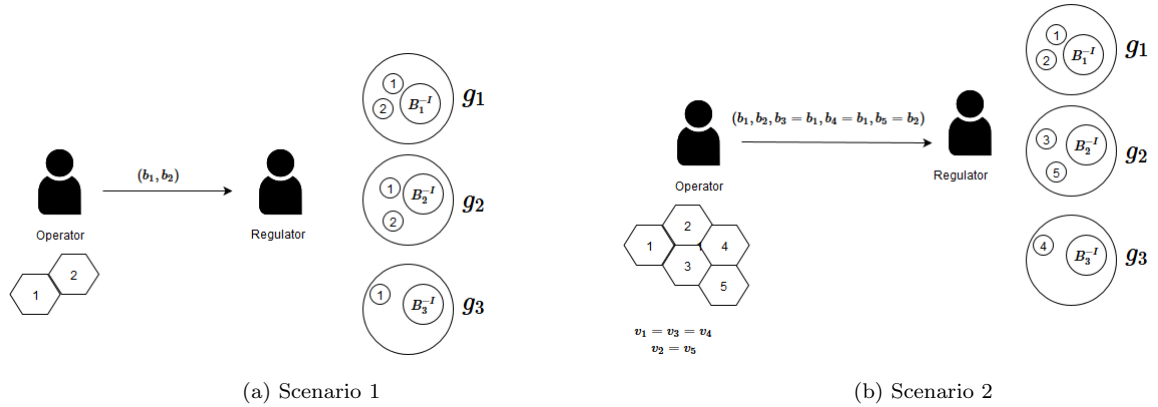 1
2
B₁⁻ᴵ
g₁
(b₁, b₂)
Operator
Regulator
1
2
B₂⁻ᴵ
g₂
1
2
1
B₃⁻ᴵ
g₃
(a) Scenario 1
1
2
B₁⁻ᴵ
g₁
(b₁, b₂, b₃ = b₁, b₄ = b₁, b₅ = b₂)
Operator
Regulator
3
5
B₂⁻ᴵ
g₂
1
2
3
4
5
4
B₃⁻ᴵ
g₃
v₁ = v₃ = v₄
v₂ = v₅
(b) Scenario 2